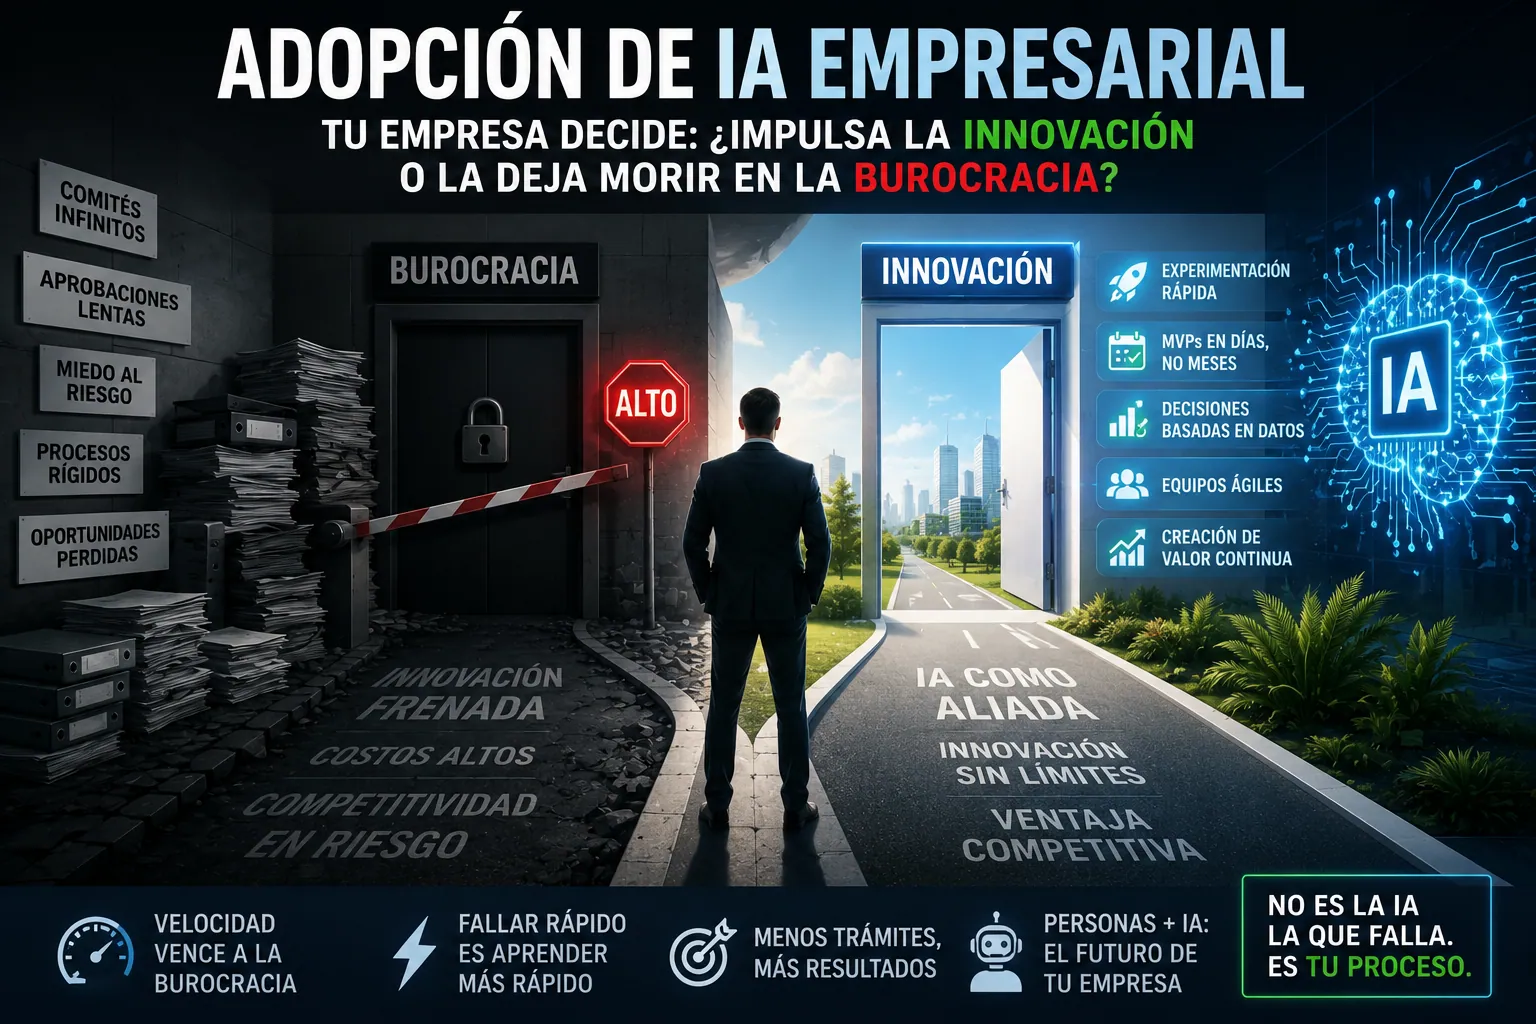 ADOPCIÓN DE IA EMPRESARIAL
TU EMPRESA DECIDE: ¿IMPULSA LA INNOVACIÓN
O LA DEJA MORIR EN LA BUROCRACIA?
COMITÉS
INFINITOS
APROBACIONES
LENTAS
MIEDO AL
RIESGO
PROCESOS
RÍGIDOS
OPORTUNIDADES
PERDIDAS
BUROCRACIA
ALTO
INNOVACIÓN
FRENADA
COSTOS ALTOS
COMPETITIVIDAD
EN RIESGO
INNOVACIÓN
EXPERIMENTACIÓN
RÁPIDA
MVPs EN DÍAS,
NO MESES
DECISIONES
BASADAS EN DATOS
EQUIPOS ÁGILES
CREACIÓN DE
VALOR CONTINUA
IA
IA COMO
ALIADA
INNOVACIÓN
SIN LÍMITES
VENTAJA
COMPETITIVA
VELOCIDAD
VENCE A LA
BUROCRACIA
FALLAR RÁPIDO
ES APRENDER
MÁS RÁPIDO
MENOS TRÁMITES,
MÁS RESULTADOS
PERSONAS + IA:
EL FUTURO DE
TU EMPRESA
NO ES LA IA
LA QUE FALLA.
ES TU PROCESO.